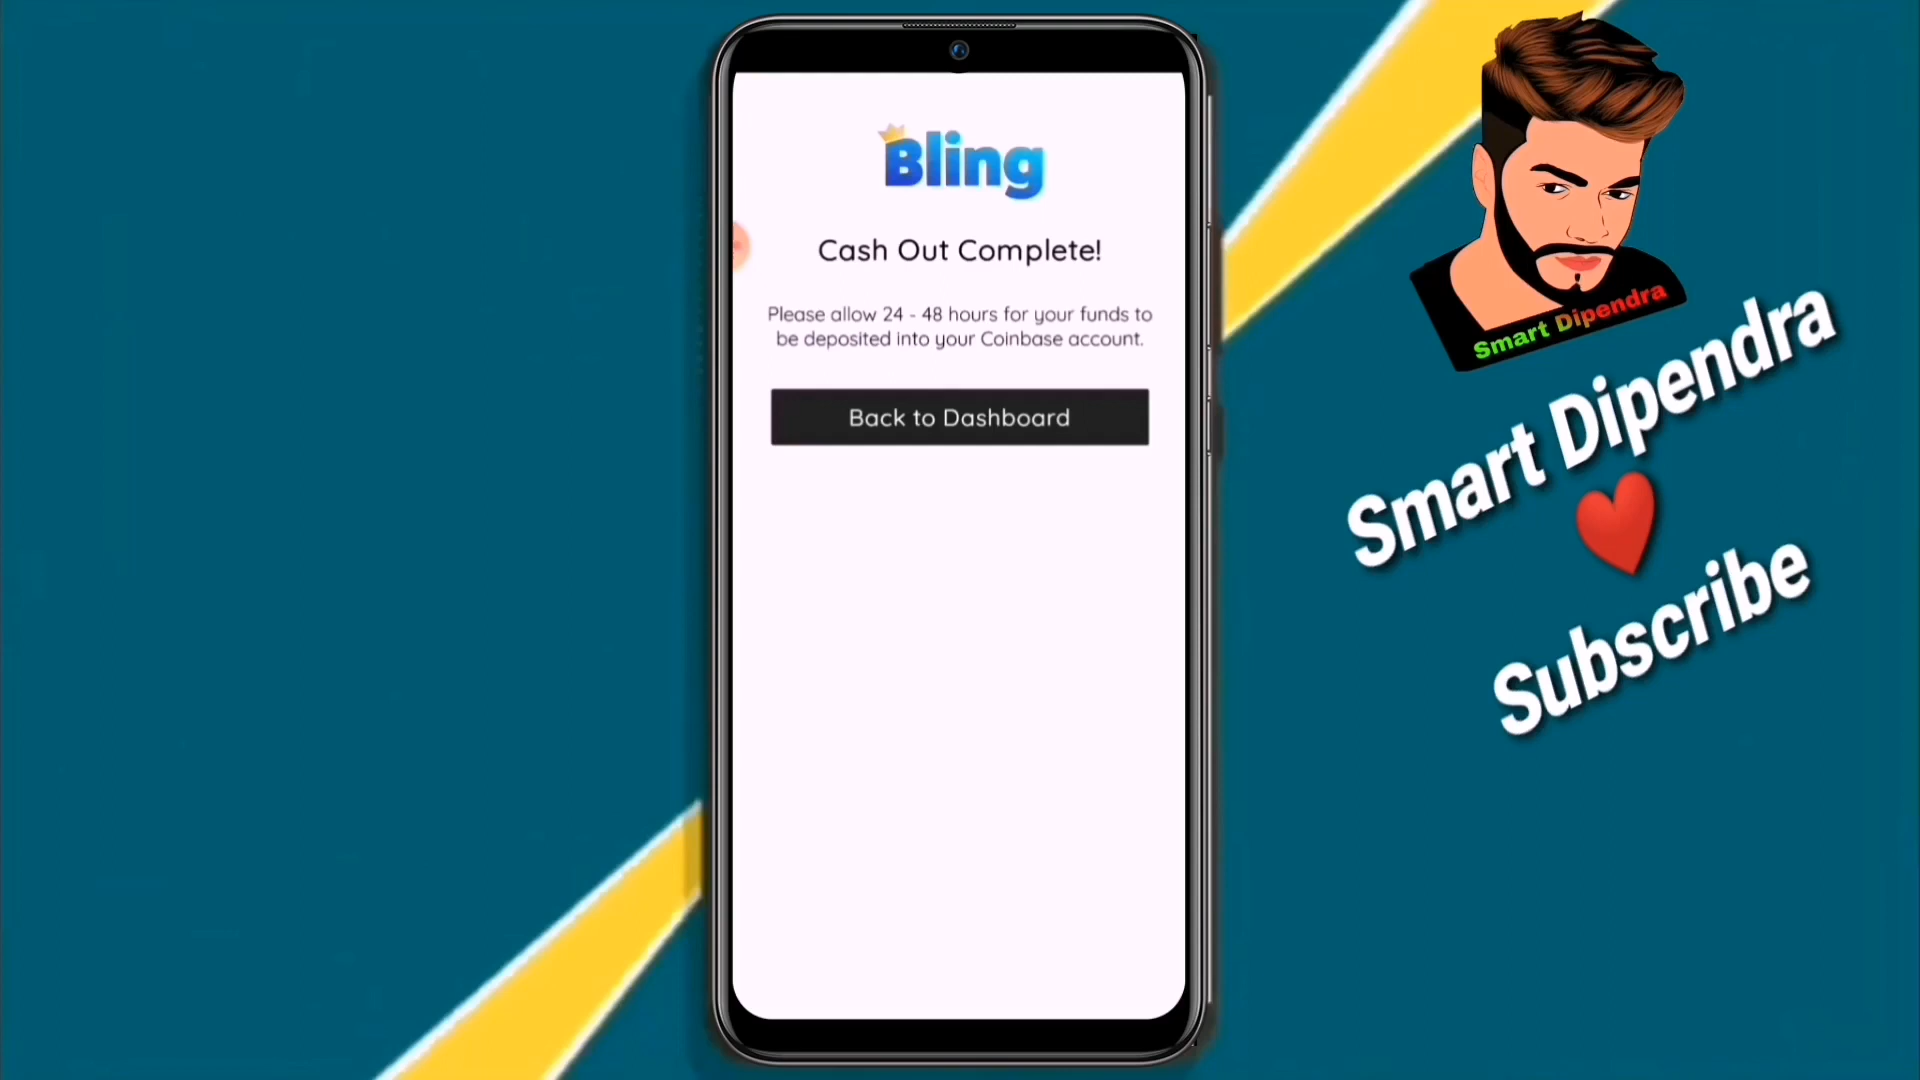 Bling
Cash Out Complete!
Please allow 24 - 48 hours for your funds to
be deposited into your Coinbase account.
Back to Dashboard
Smart Dipendra
Smart Dipendra
Subscribe